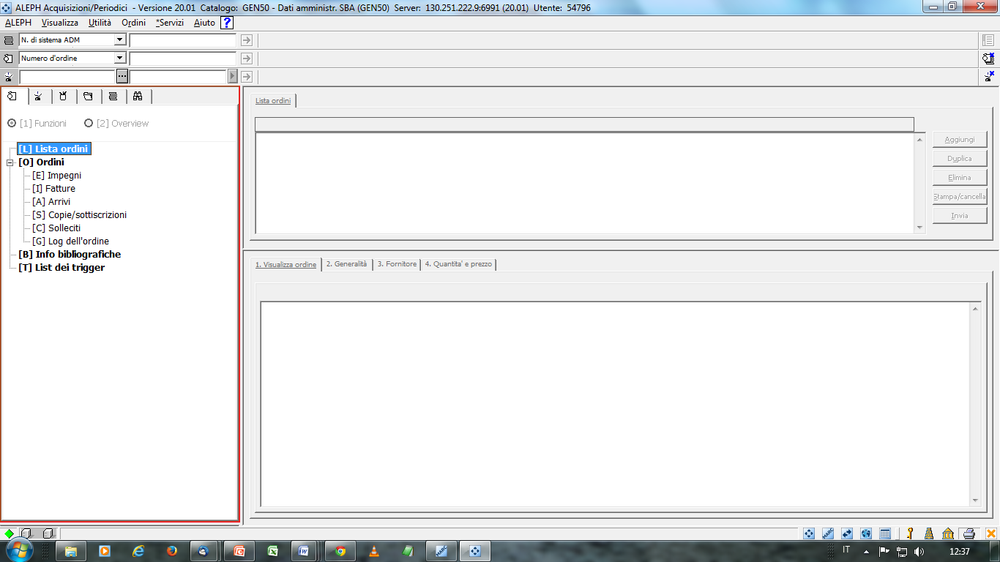 ALEPH Acquisizioni/Periodici - Versione 20.01 Catalogo: GEN50 - Dati amministr. SBA (GEN50) Server: 130.251.222.9:6991 (20.01) Utente: 54796
ALEPH Visualizza Utilità Ordini *Servizi Aiuto ?
N. di sistema ADM
Numero d'ordine
...
[1] Funzioni [2] Overview
[L] Lista ordini
[O] Ordini
[E] Impegni
[I] Fatture
[A] Arrivi
[S] Copie/sottiscrizioni
[C] Solleciti
[G] Log dell'ordine
[B] Info bibliografiche
[T] List dei trigger
Lista ordini
Aggiungi
Duplica
Elimina
Stampa/cancella
Invia
1. Visualizza ordine 2. Generalità 3. Fornitore 4. Quantita' e prezzo
IT 12:37